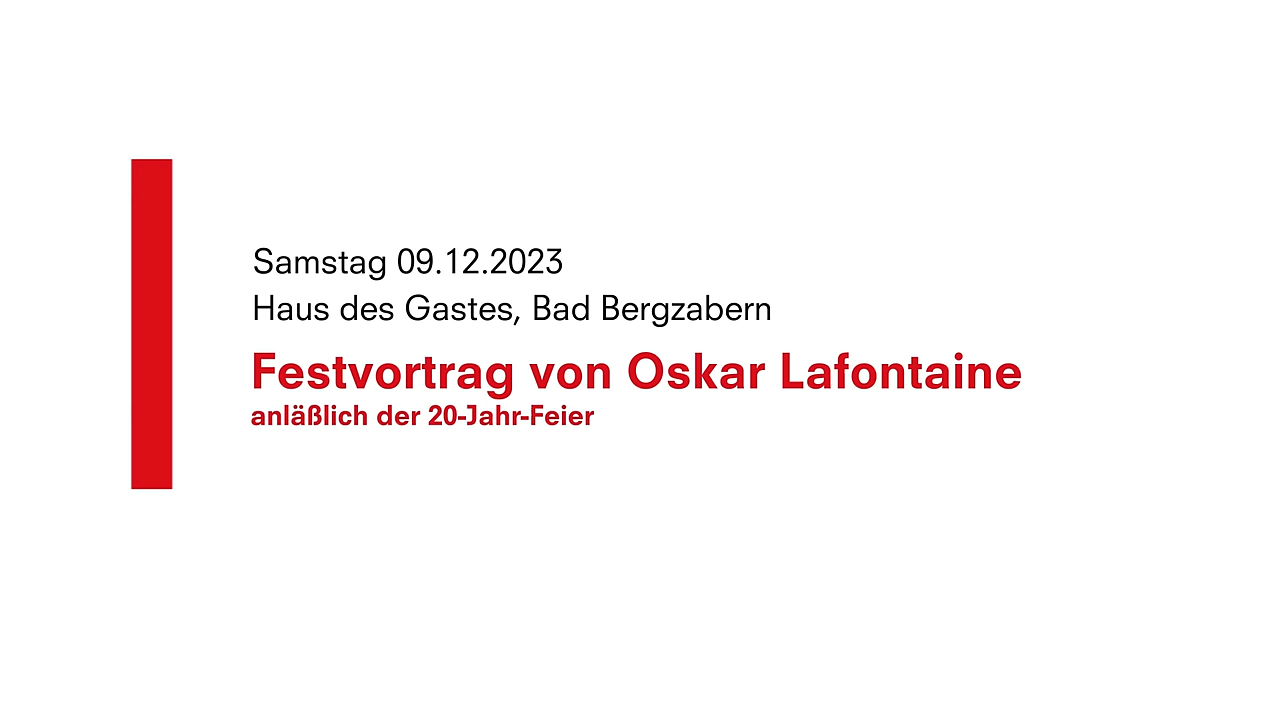 Samstag 09.12.2023
Haus des Gastes, Bad Bergzabern
Festvortrag von Oskar Lafontaine
anläßlich der 20-Jahr-Feier